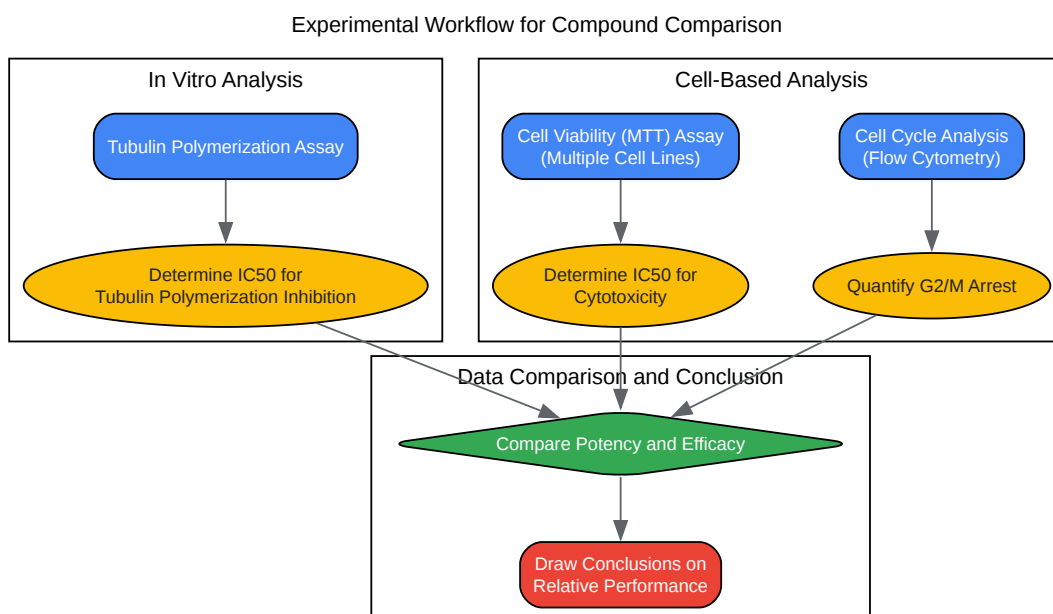 Experimental Workflow for Compound Comparison
In Vitro Analysis
Tubulin Polymerization Assay
Determine IC50 for
Tubulin Polymerization Inhibition
Cell-Based Analysis
Cell Viability (MTT) Assay
(Multiple Cell Lines)
Cell Cycle Analysis
(Flow Cytometry)
Determine IC50 for
Cytotoxicity
Quantify G2/M Arrest
Data Comparison and Conclusion
Compare Potency and Efficacy
Draw Conclusions on
Relative Performance